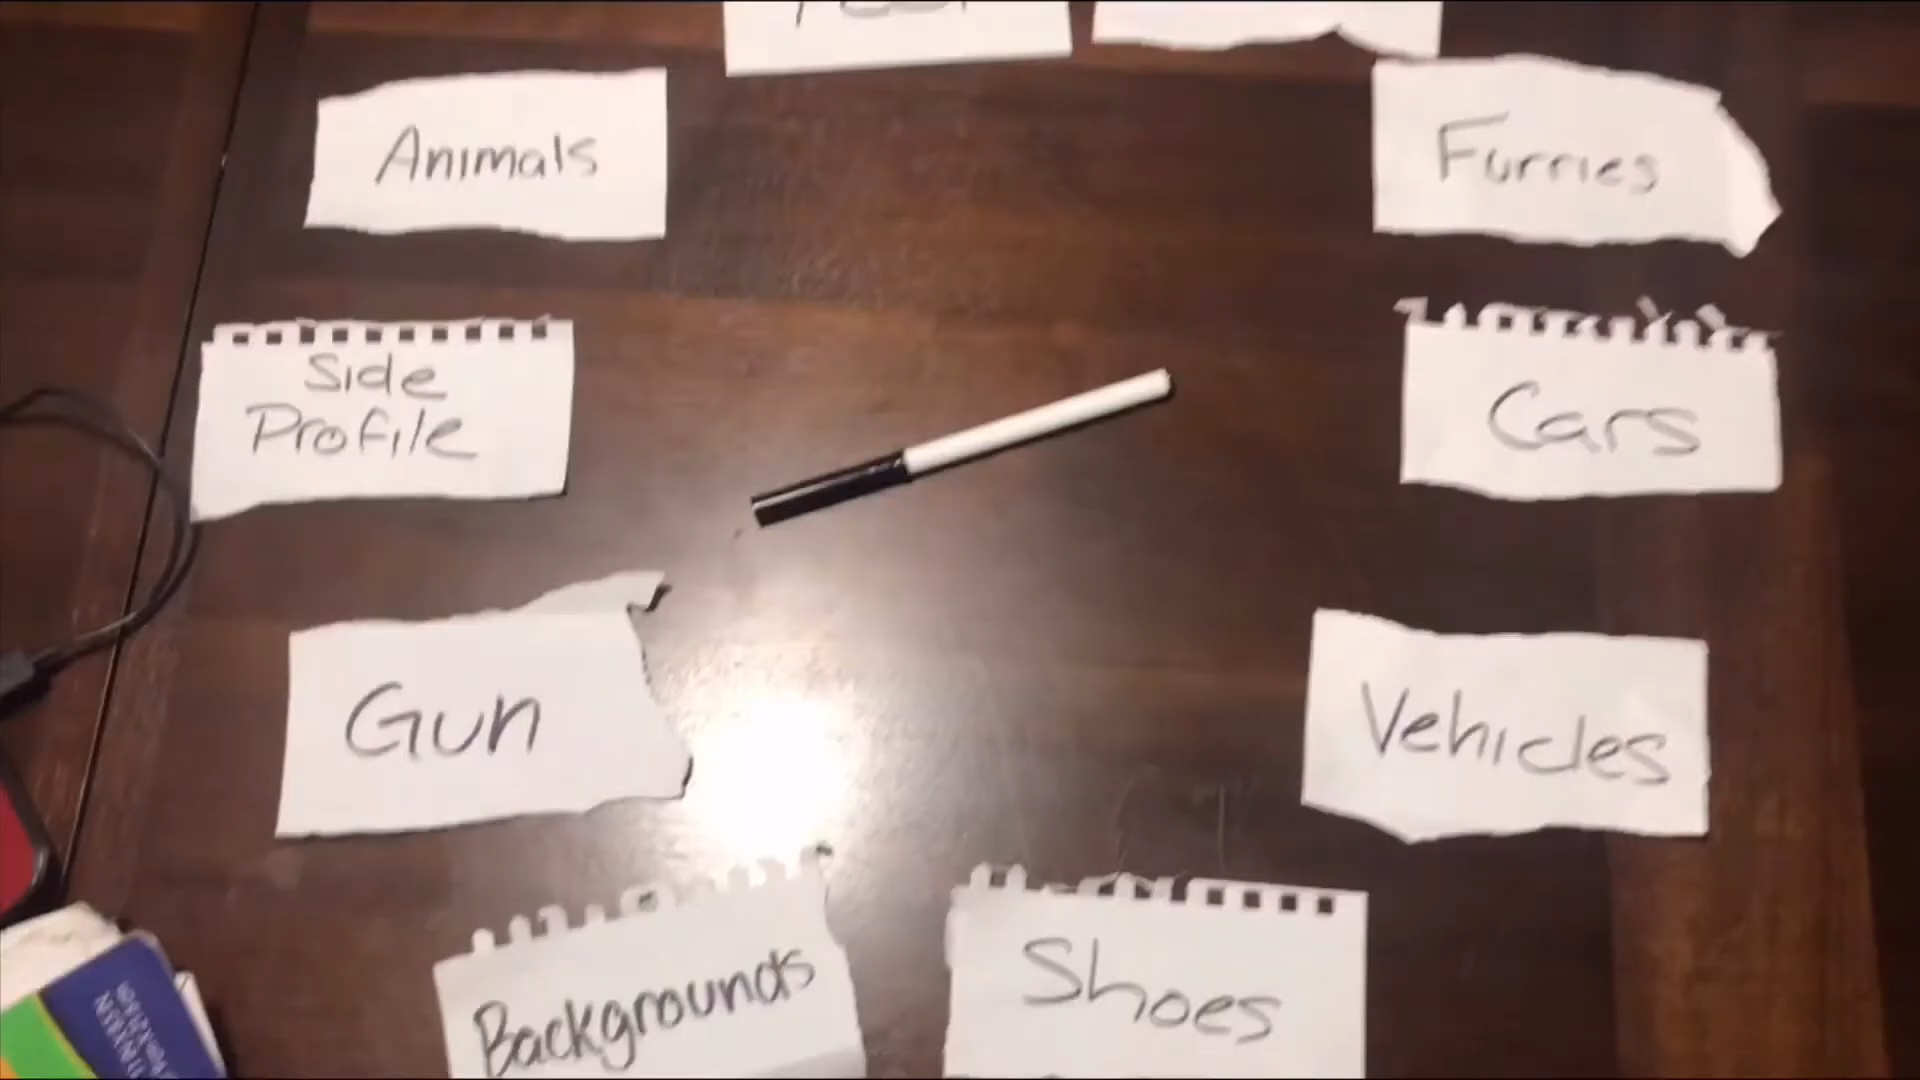 Animals
Furries
Side
Profile
Cars
Gun
Vehicles
Backgrounds
Shoes